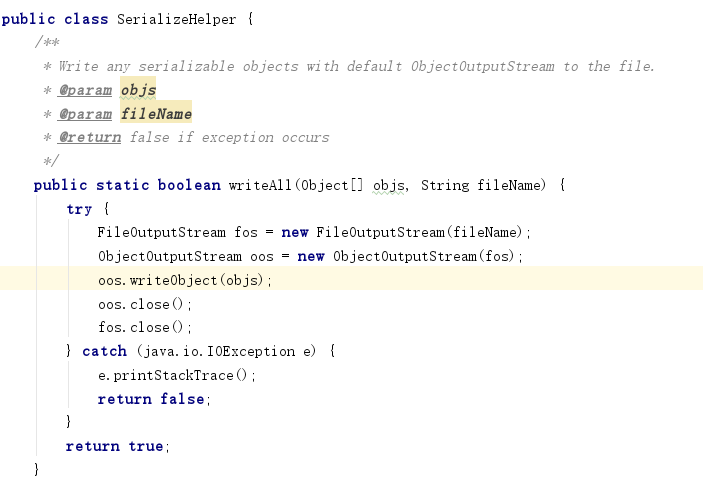 public class SerializeHelper {
/**
* Write any serializable objects with default ObjectOutputStream to the file.
* @param objs
* @param fileName
* @return false if exception occurs
*/
public static boolean writeAll(Object[] objs, String fileName) {
try {
FileOutputStream fos = new FileOutputStream(fileName);
ObjectOutputStream oos = new ObjectOutputStream(fos);
oos.writeObject(objs);
oos.close();
fos.close();
} catch (java.io.IOException e) {
e.printStackTrace();
return false;
}
return true;
}